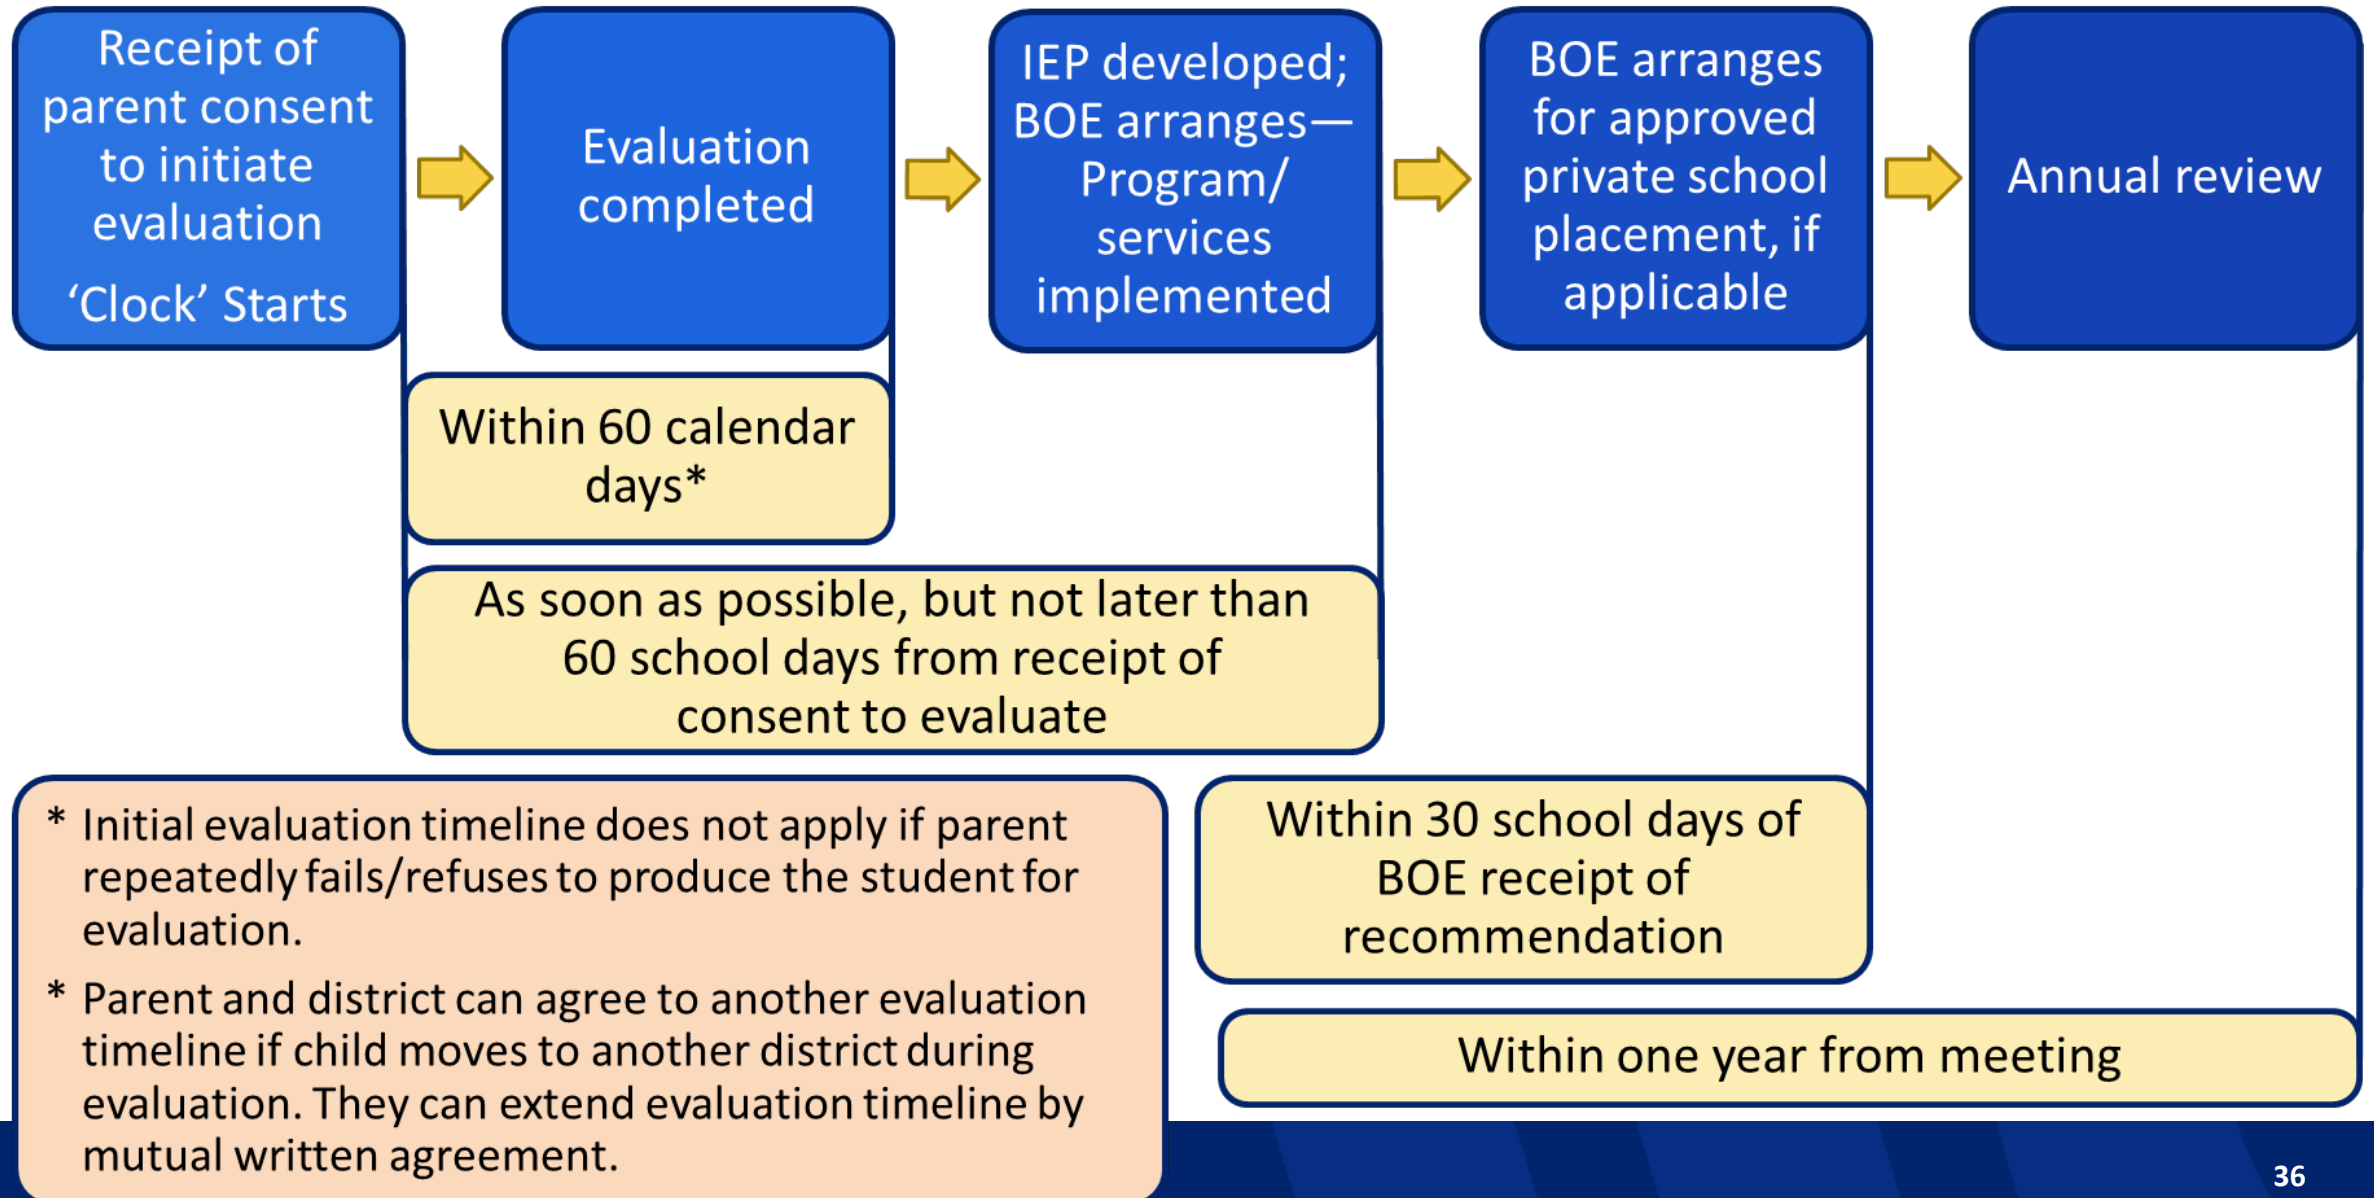 Receipt of
parent consent
to initiate
evaluation
‘Clock’ Starts
Evaluation
completed
IEP developed;
BOE arranges—
Program/
services
implemented
BOE arranges
for approved
private school
placement, if
applicable
Annual review
Within 60 calendar
days*
As soon as possible, but not later than
60 school days from receipt of
consent to evaluate
Within 30 school days of
BOE receipt of
recommendation
Within one year from meeting
* Initial evaluation timeline does not apply if parent
repeatedly fails/refuses to produce the student for
evaluation.
* Parent and district can agree to another evaluation
timeline if child moves to another district during
evaluation. They can extend evaluation timeline by
mutual written agreement.
36